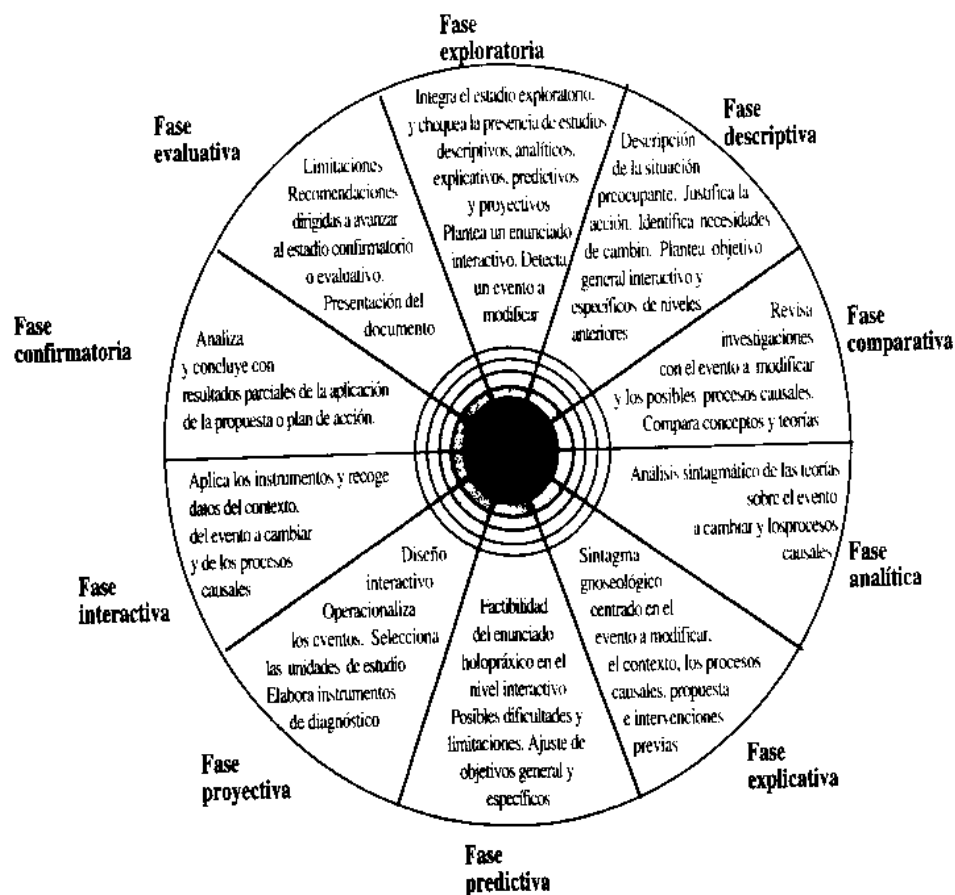 Fase
exploratoria
Integra el estadio exploratorio.
y chequea la presencia de estudios
descriptivos, analíticos,
explicativos, predictivos
y proyectivos
Plantea un enunciado
interactivo. Detecta
un evento a
modificar
Fase
descriptiva
Descripción
de la situación
preocupante. Justifica la
acción. Identifica necesidades
de cambio. Plantea objetivo
general interactivo y
específicos de niveles
anteriores
Fase
comparativa
Revisa
investigaciones
con el evento a modificar
y los posibles procesos causales.
Compara conceptos y teorías
Fase
analítica
Análisis sintagmático de las teorías
sobre el evento
a cambiar y losprocesos
causales
Fase
explicativa
Sintagma
gnoseológico
centrado en el
evento a modificar.
el contexto, los procesos
causales, propuesta
e intervenciones
previas
Fase
predictiva
Factibilidad
del enunciado
holopráxico en el
nivel interactivo
Posibles dificultades y
limitaciones. Ajuste de
objetivos general y
específicos
Fase
proyectiva
Diseño
interactivo
Operacionaliza
los eventos. Selecciona
las unidades de estudio
Elabora instrumentos
de diagnóstico
Fase
interactiva
Aplica los instrumentos y recoge
datos del contexto.
del evento a cambiar
y de los procesos
causales
Fase
confirmatoria
Analiza
y concluye con
resultados parciales de la aplicación
de la propuesta o plan de acción.
Fase
evaluativa
Limitaciones
Recomendaciones
dirigidas a avanzar
al estadio confirmatorio
o evaluativo.
Presentación del
documento